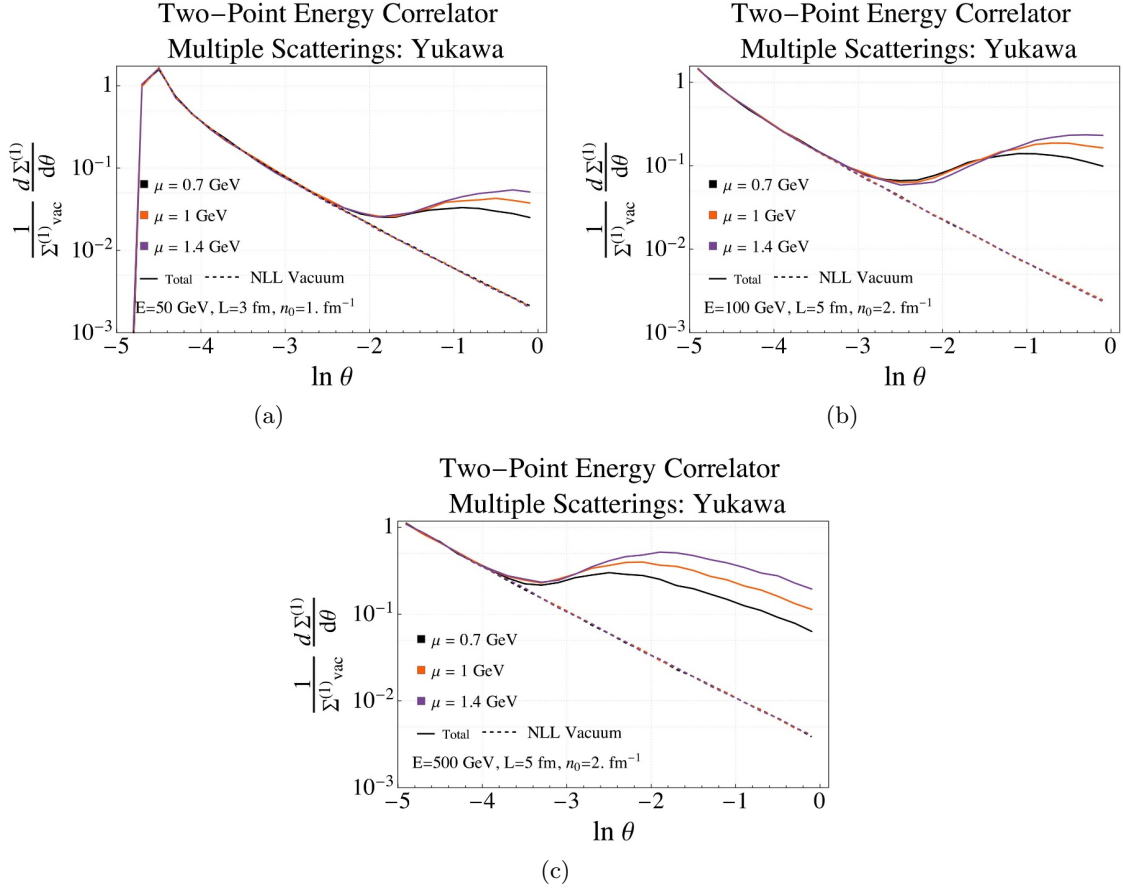 Two−Point Energy Correlator
Multiple Scatterings: Yukawa
1
10⁻¹
10⁻²
10⁻³
1/Σ⁽¹⁾vac dΣ⁽¹⁾/dθ
μ = 0.7 GeV
μ = 1 GeV
μ = 1.4 GeV
Total NLL Vacuum
E=50 GeV, L=3 fm, n₀=1. fm⁻¹
−5 −4 −3 −2 −1 0
ln θ
(a)
Two−Point Energy Correlator
Multiple Scatterings: Yukawa
1
10⁻¹
10⁻²
10⁻³
1/Σ⁽¹⁾vac dΣ⁽¹⁾/dθ
μ = 0.7 GeV
μ = 1 GeV
μ = 1.4 GeV
Total NLL Vacuum
E=100 GeV, L=5 fm, n₀=2. fm⁻¹
−5 −4 −3 −2 −1 0
ln θ
(b)
Two−Point Energy Correlator
Multiple Scatterings: Yukawa
1
10⁻¹
10⁻²
10⁻³
1/Σ⁽¹⁾vac dΣ⁽¹⁾/dθ
μ = 0.7 GeV
μ = 1 GeV
μ = 1.4 GeV
Total NLL Vacuum
E=500 GeV, L=5 fm, n₀=2. fm⁻¹
−5 −4 −3 −2 −1 0
ln θ
(c)